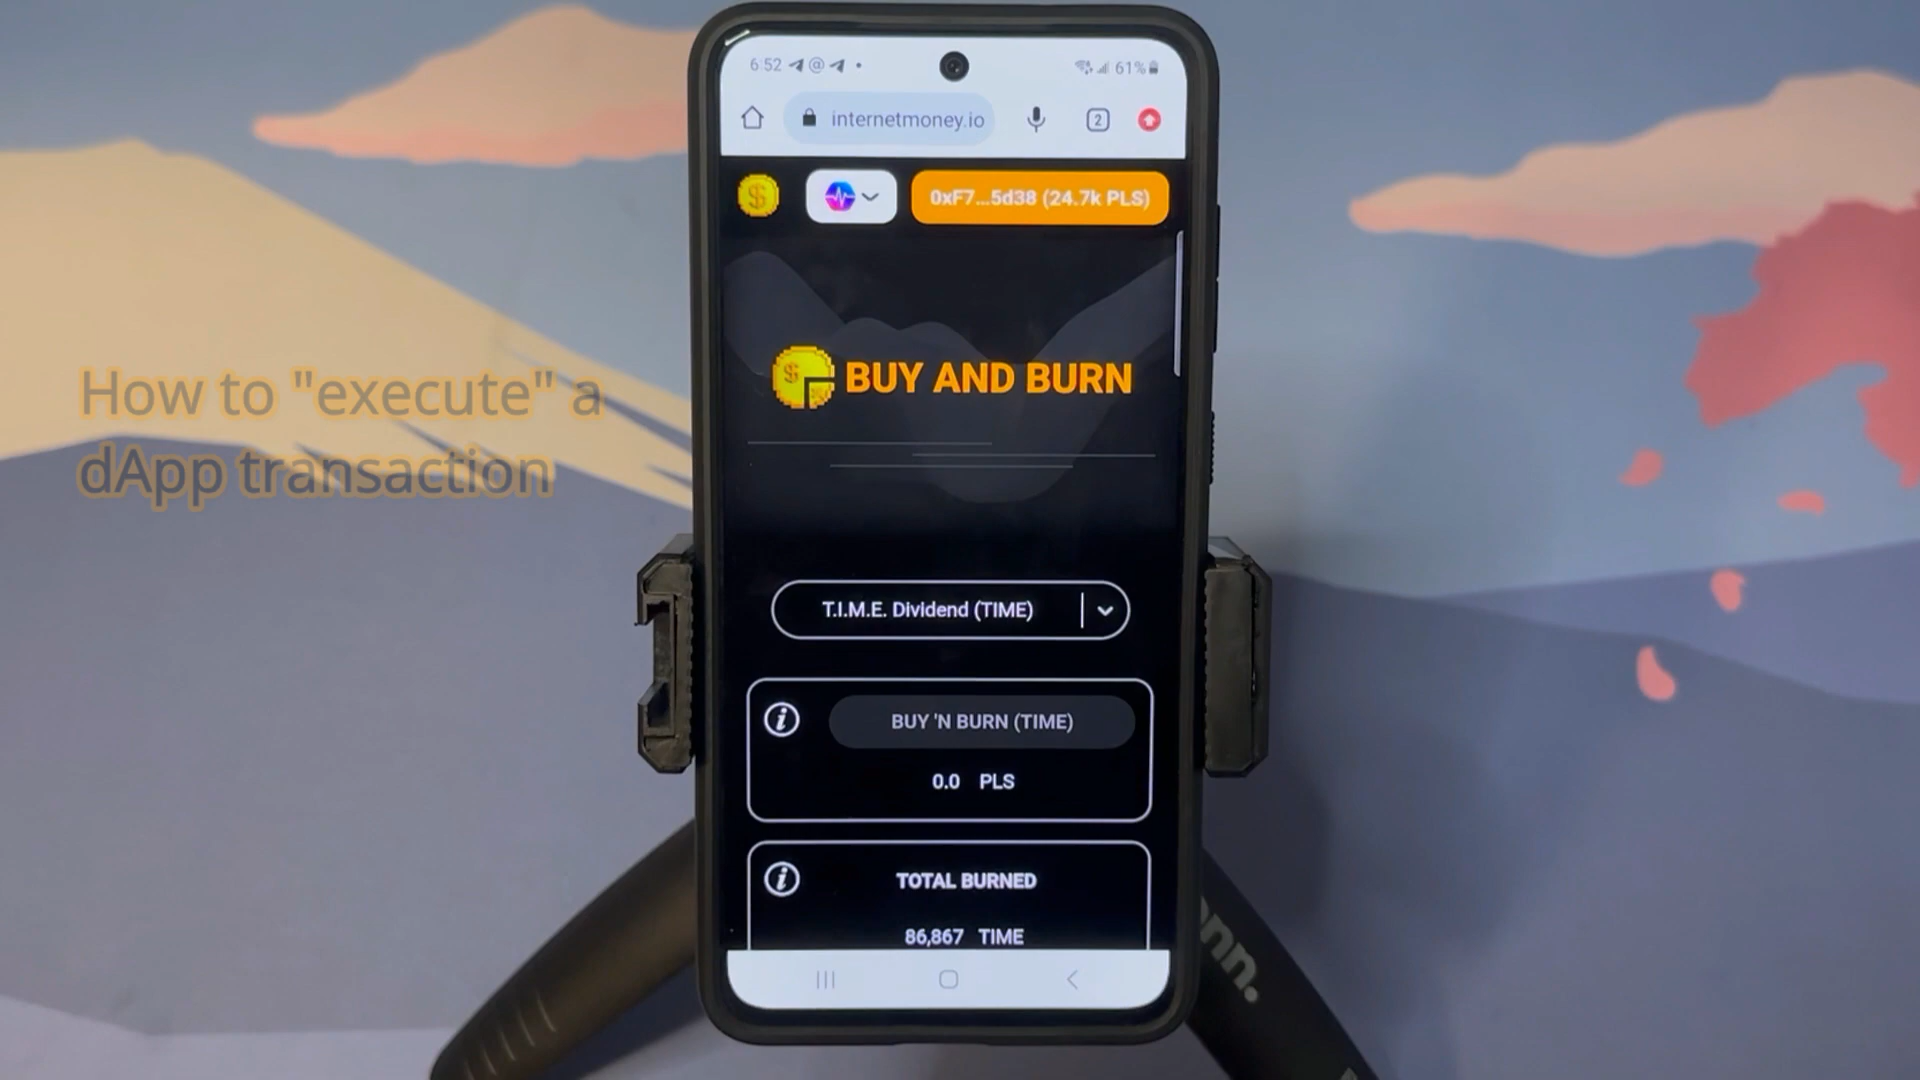 6:52
61%
internetmoney.io
2
0xF7...5d38 (24.7k PLS)
BUY AND BURN
How to "execute" a
dApp transaction
T.I.M.E. Dividend (TIME)
BUY 'N BURN (TIME)
0.0 PLS
TOTAL BURNED
86,867 TIME